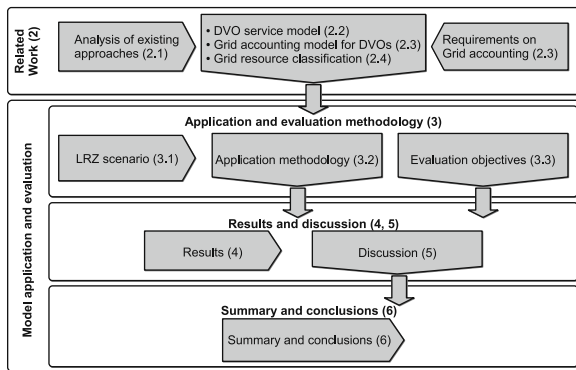 Related
Work (2)
Analysis of existing
approaches (2.1)
• DVO service model (2.2)
• Grid accounting model for DVOs (2.3)
• Grid resource classification (2.4)
Requirements on
Grid accounting (2.3)
Model application and evaluation
Application and evaluation methodology (3)
LRZ scenario (3.1)
Application methodology (3.2)
Evaluation objectives (3.3)
Results and discussion (4, 5)
Results (4)
Discussion (5)
Summary and conclusions (6)
Summary and conclusions (6)